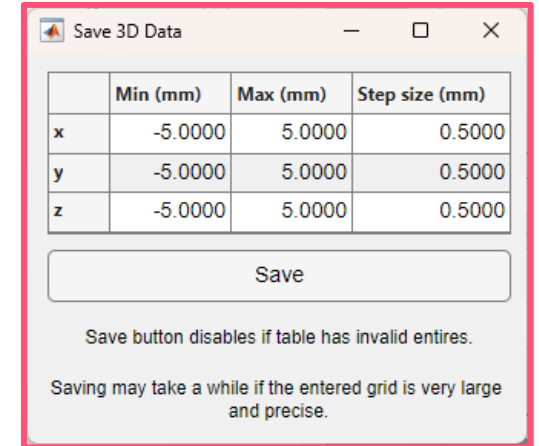 Save 3D Data
Min (mm) Max (mm) Step size (mm)
x -5.0000 5.0000 0.5000
y -5.0000 5.0000 0.5000
z -5.0000 5.0000 0.5000
Save
Save button disables if table has invalid entires.
Saving may take a while if the entered grid is very large
and precise.